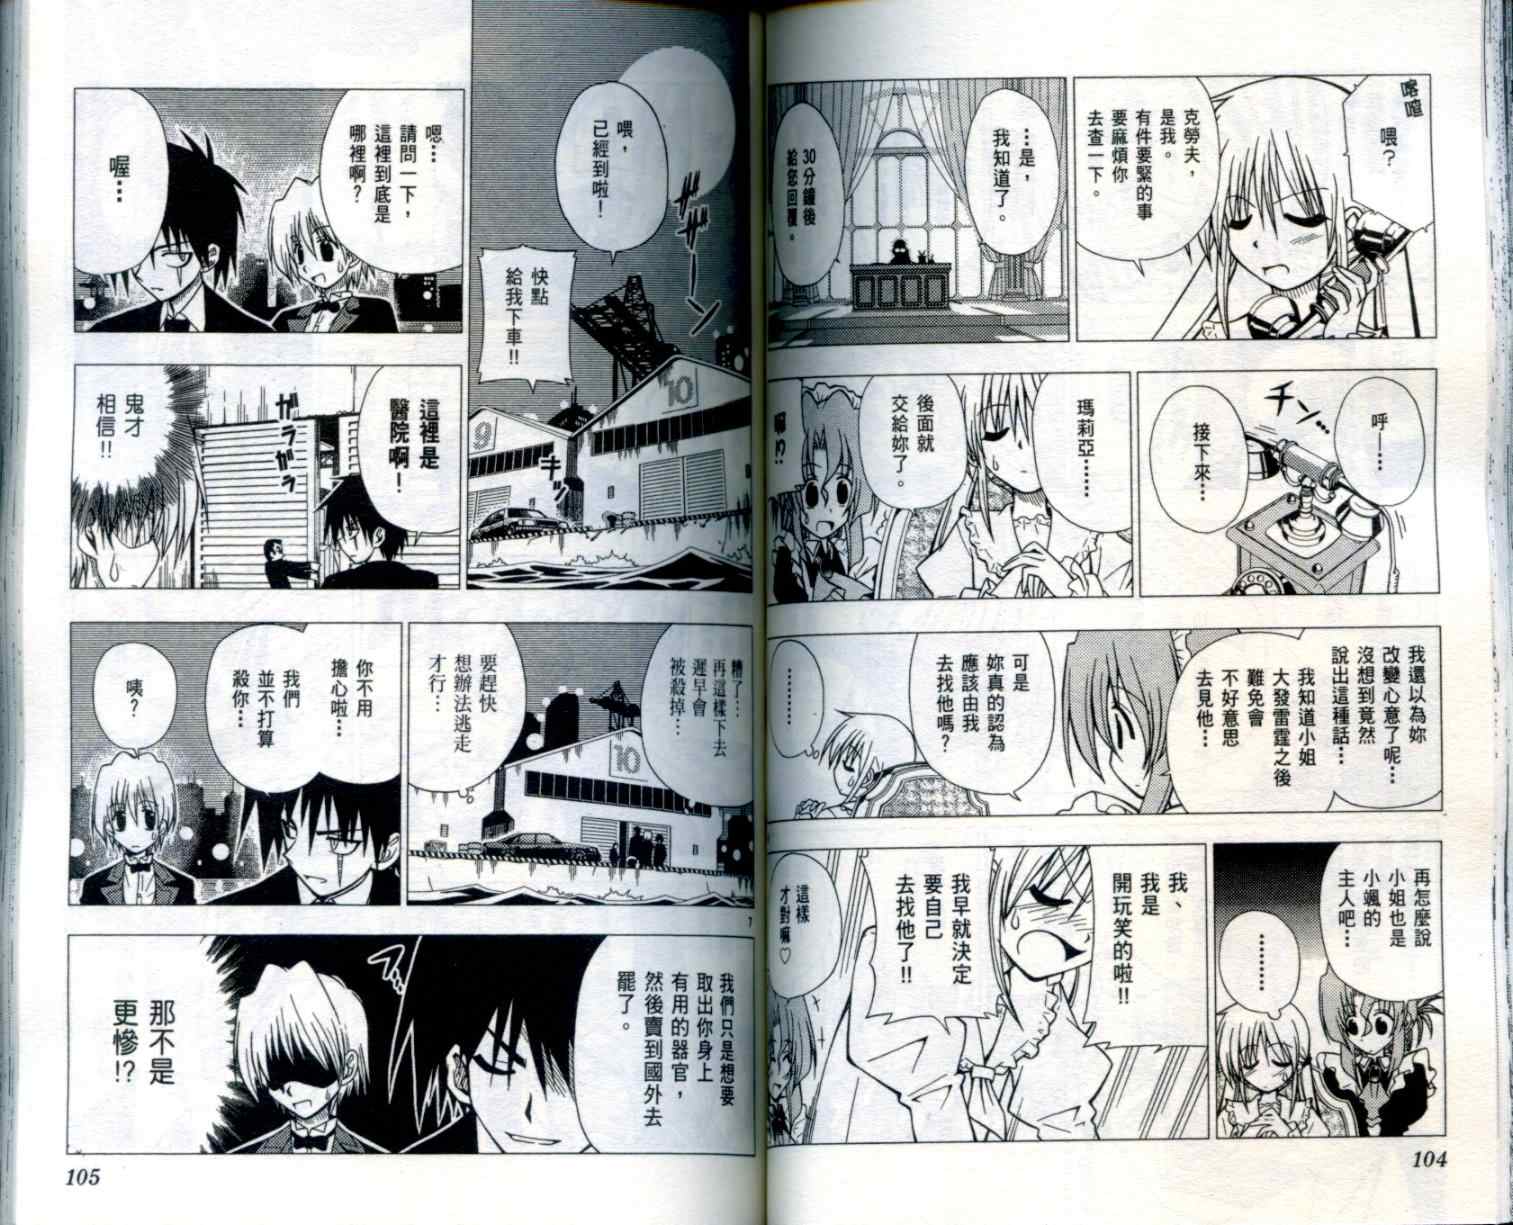 喀喳
喂？
克勞夫，
是我。
有件要緊的事
要麻煩你
去查一下。
…是，
我知道了。
30分鐘後
給您回覆。
呼──…
チン…
接下來…
瑪莉亞……
後面就
交給妳了。
啊!?
我還以為妳
改變心意了呢…
沒想到竟然
說出這種話…
我知道小姐
大發雷霆之後
難免會
不好意思
去見他…
可是
妳真的認為
應該由我
去找他嗎？
………
再怎麼說
小姐也是
小颯的
主人吧…
………
我、
我是
開玩笑的啦!!
我早就決定
要自己
去找他了!!
這樣
才對嘛♡
104
ザザ…ーン
喂，
已經到啦！
快點
給我下車!!
10
9
キッ
嗯…
請問一下，
這裡到底是
哪裡啊？
喔…
這裡是
醫院啊！
ガラガラ
鬼才
相信!!
糟了…
再這樣下去
遲早會
被殺掉…
要趕快
想辦法逃走
才行…
10
你不用
擔心啦…
我們
並不打算
殺你…
咦？
7
我們只是想要
取出你身上
有用的器官，
然後賣到國外去
罷了。
那不是
更慘!?
105